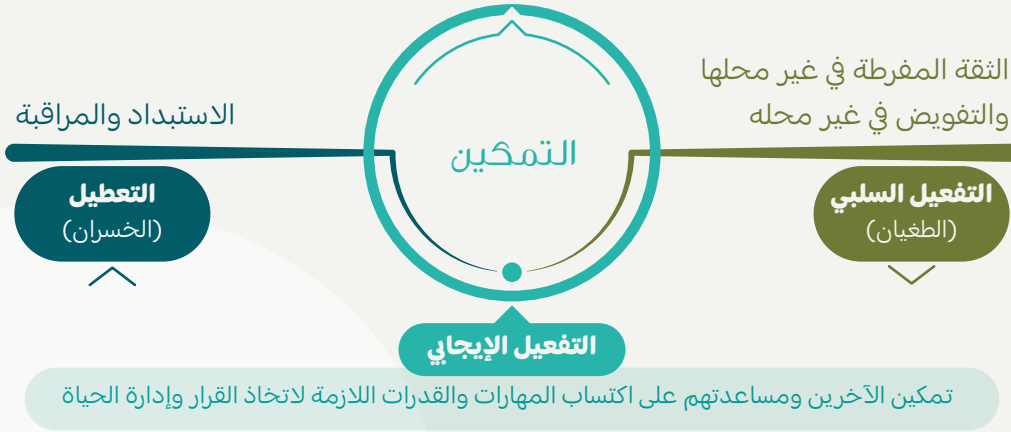 الثقة المفرطة في غير محلها
والتفويض في غير محله
التفعيل السلبي
(الطغيان)
التمكين
الاستبداد والمراقبة
التعطيل
(الخسران)
التفعيل الإيجابي
تمكين الآخرين ومساعدتهم على اكتساب المهارات والقدرات اللازمة لاتخاذ القرار وإدارة الحياة